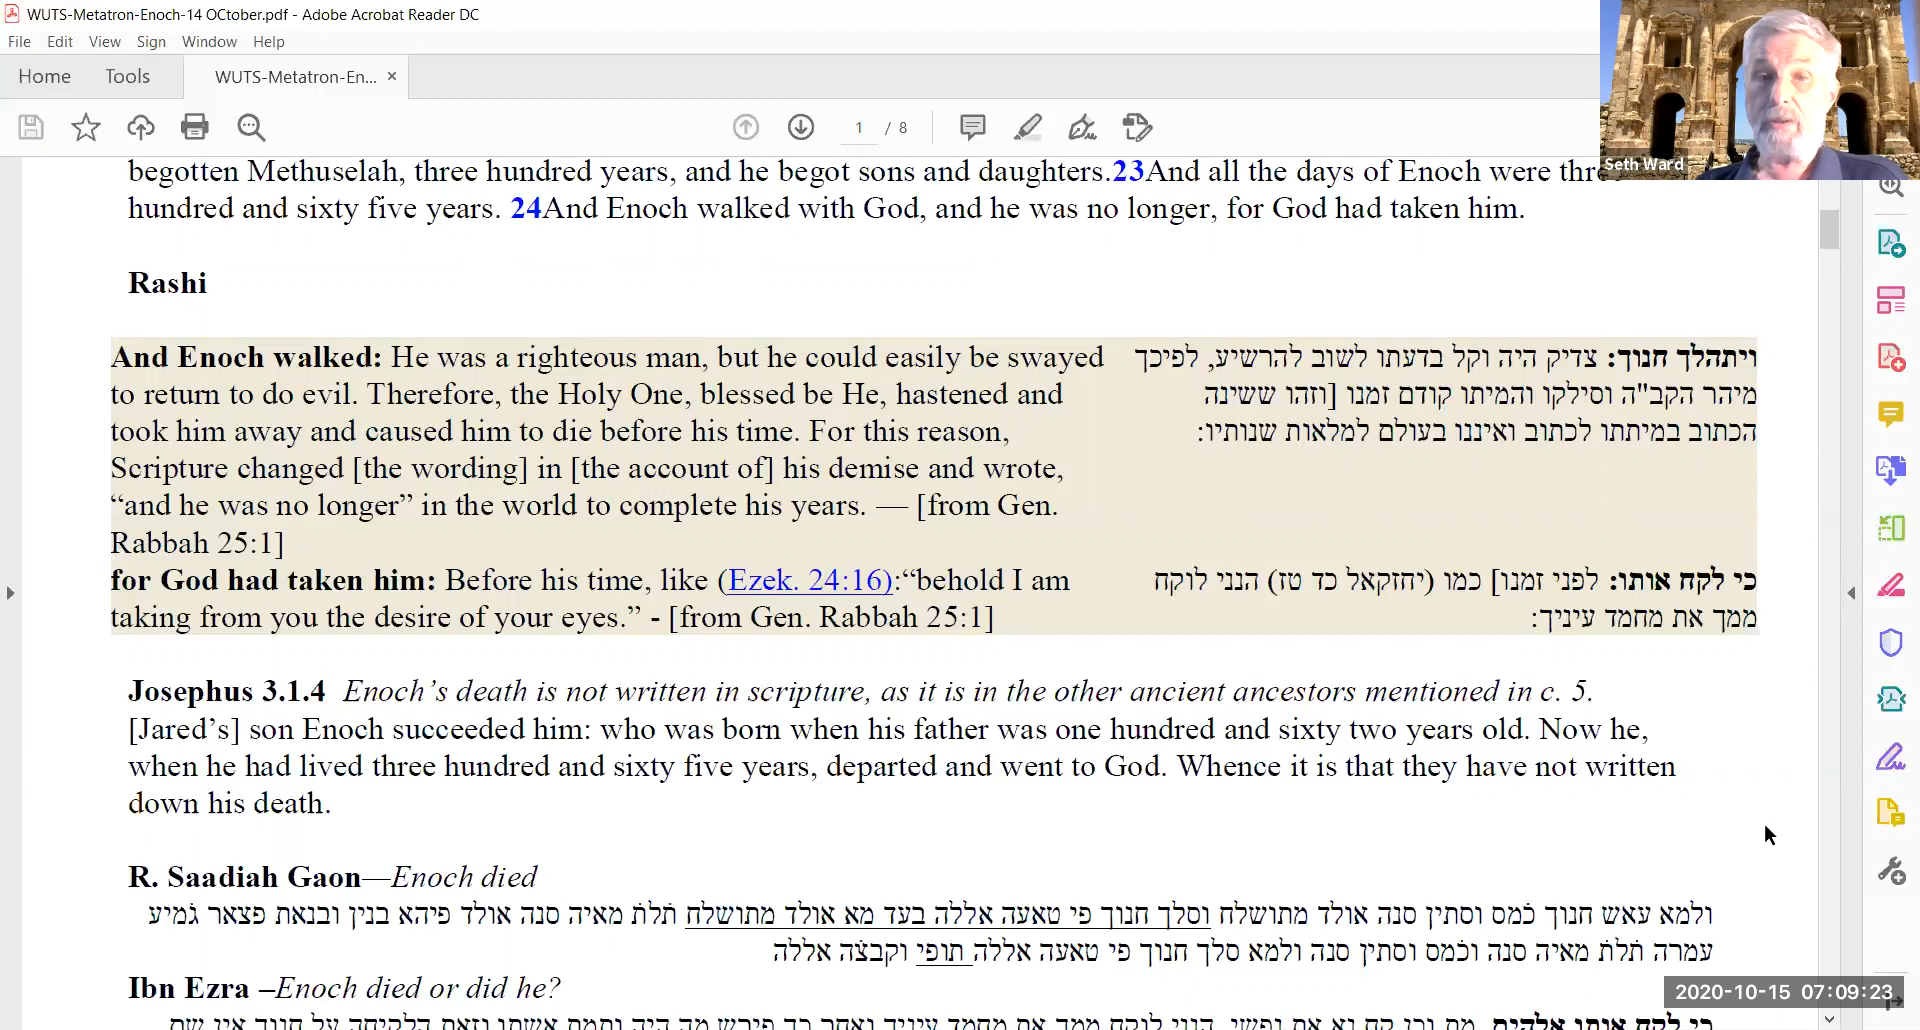 WUTS-Metatron-Enoch-14 OCtober.pdf - Adobe Acrobat Reader DC
File Edit View Sign Window Help
Home Tools WUTS-Metatron-En... ×
1 / 8
Seth Ward
begotten Methuselah, three hundred years, and he begot sons and daughters.23And all the days of Enoch were
hundred and sixty five years. 24And Enoch walked with God, and he was no longer, for God had taken him.
Rashi
And Enoch walked: He was a righteous man, but he could easily be swayed
to return to do evil. Therefore, the Holy One, blessed be He, hastened and
took him away and caused him to die before his time. For this reason,
Scripture changed [the wording] in [the account of] his demise and wrote,
“and he was no longer” in the world to complete his years. — [from Gen.
Rabbah 25:1]
ויתהלך חנוך: צדיק היה וקל בדעתו לשוב להרשיע, לפיכך
מיהר הקב"ה וסילקו והמיתו קודם זמנו [וזהו ששינה
הכתוב במיתתו לכתוב ואיננו בעולם למלאות שנותיו:
for God had taken him: Before his time, like (Ezek. 24:16):“behold I am
taking from you the desire of your eyes.” - [from Gen. Rabbah 25:1]
כי לקח אותו: לפני זמנו] כמו (יחזקאל כד טז) הנני לוקח
ממך את מחמד עיניך:
Josephus 3.1.4 Enoch’s death is not written in scripture, as it is in the other ancient ancestors mentioned in c. 5.
[Jared’s] son Enoch succeeded him: who was born when his father was one hundred and sixty two years old. Now he,
when he had lived three hundred and sixty five years, departed and went to God. Whence it is that they have not written
down his death.
R. Saadiah Gaon—Enoch died
ולמא עאש חנוך כ֗מס וסתין סנה אולד מתושלח וסלך חנוך פי טאעה אללה בעד מא אולד מתושלח ת֗לת֗ מאיה סנה אולד פיהא בנין ובנאת פצאר ג֗מיע
עמרה ת֗לת֗ מאיה סנה וכ֗מס וסתין סנה ולמא סלך חנוך פי טאעה אללה תופי וקבצ֗ה אללה
Ibn Ezra –Enoch died or did he?
2020-10-15 07:09:23